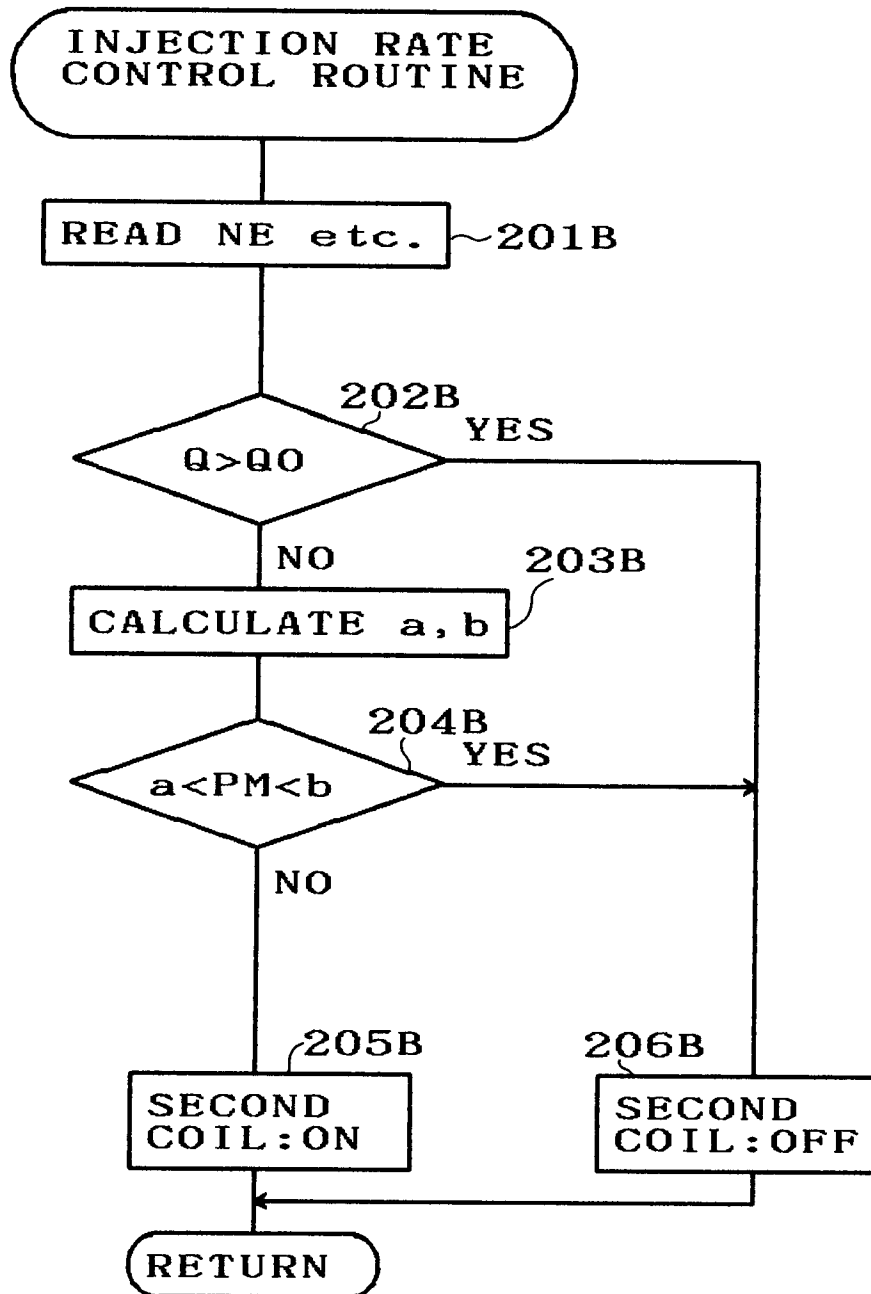 INJECTION RATE
CONTROL ROUTINE
READ NE etc.
201B
202B
YES
Q>Q0
NO
203B
CALCULATE a,b
204B
YES
a<PM<b
NO
205B
206B
SECOND
COIL:ON
SECOND
COIL:OFF
RETURN